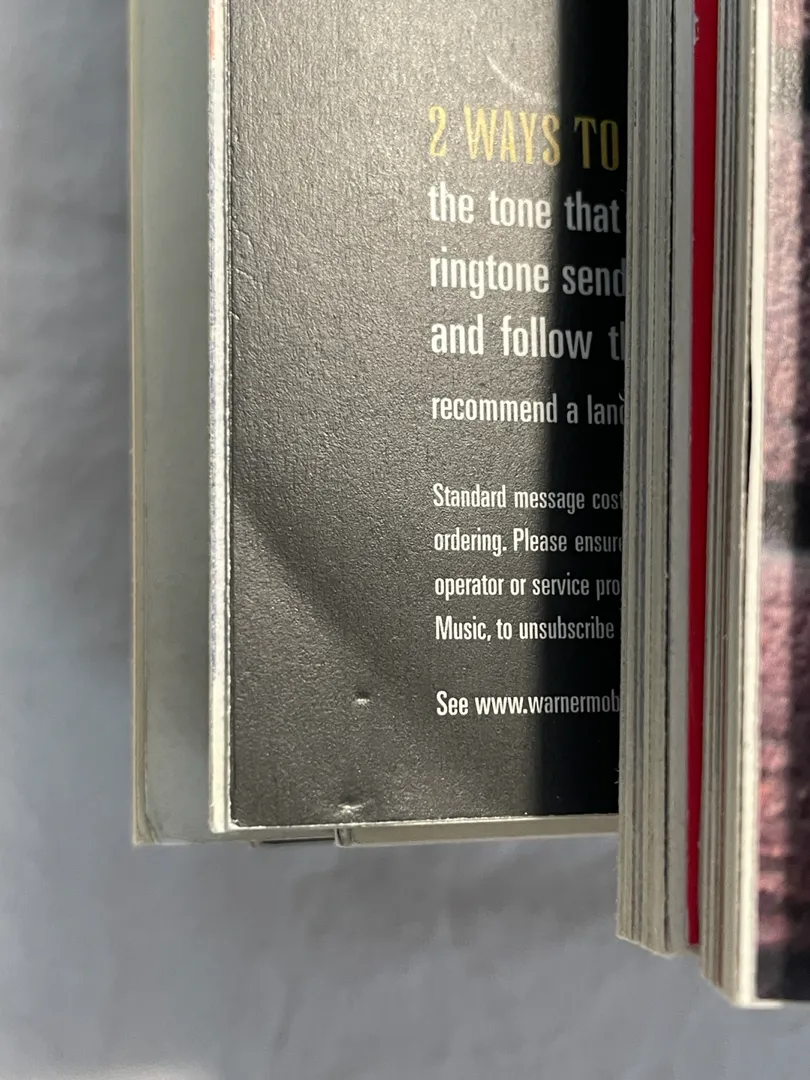 2 WAYS TO
the tone that
ringtone send
and follow
recommend a
Standard message
ordering. Please
operator or service
Music, to unsubscribe
See